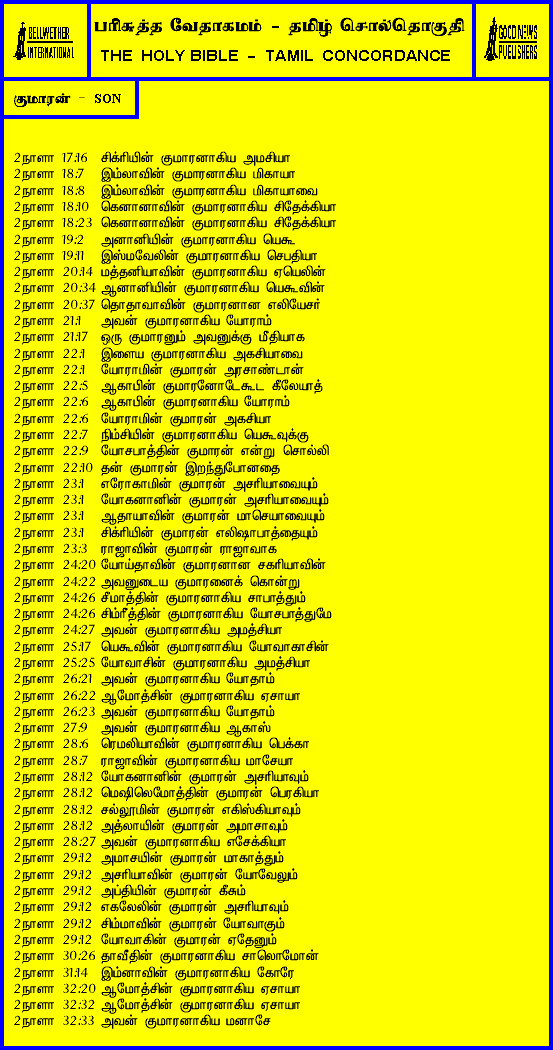 BELLWETHER
INTERNATIONAL
பரிசுத்த வேதாகமம் - தமிழ் சொல்தொகுதி
THE HOLY BIBLE - TAMIL CONCORDANCE
GOOD NEWS
PUBLISHERS
குமாரன் - SON
2நாளா 17:16 சிக்ரியின் குமாரனாகிய அமசியா
2நாளா 18:7 இம்லாவின் குமாரனாகிய மிகாயா
2நாளா 18:8 இம்லாவின் குமாரனாகிய மிகாயாவை
2நாளா 18:10 கெனானாவின் குமாரனாகிய சிதேக்கியா
2நாளா 18:23 கெனானாவின் குமாரனாகிய சிதேக்கியா
2நாளா 19:2 அனானியின் குமாரனாகிய யெகூ
2நாளா 19:11 இஸ்மவேலின் குமாரனாகிய செபதியா
2நாளா 20:14 மத்தனியாவின் குமாரனாகிய ஏயெலின்
2நாளா 20:34 ஆனானியின் குமாரனாகிய யெகூவின்
2நாளா 20:37 தொதாவாவின் குமாரனான எலியேசர்
2நாளா 21:1 அவன் குமாரனாகிய யோராம்
2நாளா 21:17 ஒரு குமாரனும் அவனுக்கு மீதியாக
2நாளா 22:1 இளைய குமாரனாகிய அகசியாவை
2நாளா 22:1 யோராமின் குமாரன் அரசாண்டான்
2நாளா 22:5 ஆகாபின் குமாரனோடேகூட கீலேயாத்
2நாளா 22:6 ஆகாபின் குமாரனாகிய யோராம்
2நாளா 22:6 யோராமின் குமாரன் அகசியா
2நாளா 22:7 நிம்சியின் குமாரனாகிய யெகூவுக்கு
2நாளா 22:9 யோசபாத்தின் குமாரன் என்று சொல்லி
2நாளா 22:10 தன் குமாரன் இறந்துபோனதை
2நாளா 23:1 எரோகாமின் குமாரன் அசரியாவையும்
2நாளா 23:1 யோகனானின் குமாரன் அசரியாவையும்
2நாளா 23:1 ஆதாயாவின் குமாரன் மாசெயாவையும்
2நாளா 23:1 சிக்ரியின் குமாரன் எலிஷாபாத்தையும்
2நாளா 23:3 ராஜாவின் குமாரன் ராஜாவாக
2நாளா 24:20 யோய்தாவின் குமாரனான சகரியாவின்
2நாளா 24:22 அவனுடைய குமாரனைக் கொன்று
2நாளா 24:26 சீமாத்தின் குமாரனாகிய சாபாத்தும்
2நாளா 24:26 சிம்ரீத்தின் குமாரனாகிய யோசபாத்துமே
2நாளா 24:27 அவன் குமாரனாகிய அமத்சியா
2நாளா 25:17 யெகூவின் குமாரனாகிய யோவாகாசின்
2நாளா 25:25 யோவாசின் குமாரனாகிய அமத்சியா
2நாளா 26:21 அவன் குமாரனாகிய யோதாம்
2நாளா 26:22 ஆமோத்சின் குமாரனாகிய ஏசாயா
2நாளா 26:23 அவன் குமாரனாகிய யோதாம்
2நாளா 27:9 அவன் குமாரனாகிய ஆகாஸ்
2நாளா 28:6 ரெமலியாவின் குமாரனாகிய பெக்கா
2நாளா 28:7 ராஜாவின் குமாரனாகிய மாசேயா
2நாளா 28:12 யோகனானின் குமாரன் அசரியாவும்
2நாளா 28:12 மெஷிலெமோத்தின் குமாரன் பெரகியா
2நாளா 28:12 சல்லூமின் குமாரன் எகிஸ்கியாவும்
2நாளா 28:12 அத்லாயின் குமாரன் அமாசாவும்
2நாளா 28:27 அவன் குமாரனாகிய எசேக்கியா
2நாளா 29:12 அமாசயின் குமாரன் மாகாத்தும்
2நாளா 29:12 அசரியாவின் குமாரன் யோவேலும்
2நாளா 29:12 அப்தியின் குமாரன் கீசும்
2நாளா 29:12 எகலேலின் குமாரன் அசரியாவும்
2நாளா 29:12 சிம்மாவின் குமாரன் யோவாகும்
2நாளா 29:12 யோவாகின் குமாரன் ஏதேனும்
2நாளா 30:26 தாவீதின் குமாரனாகிய சாலொமோன்
2நாளா 31:14 இம்னாவின் குமாரனாகிய கோரே
2நாளா 32:20 ஆமோத்சின் குமாரனாகிய ஏசாயா
2நாளா 32:32 ஆமோத்சின் குமாரனாகிய ஏசாயா
2நாளா 32:33 அவன் குமாரனாகிய மனாசே